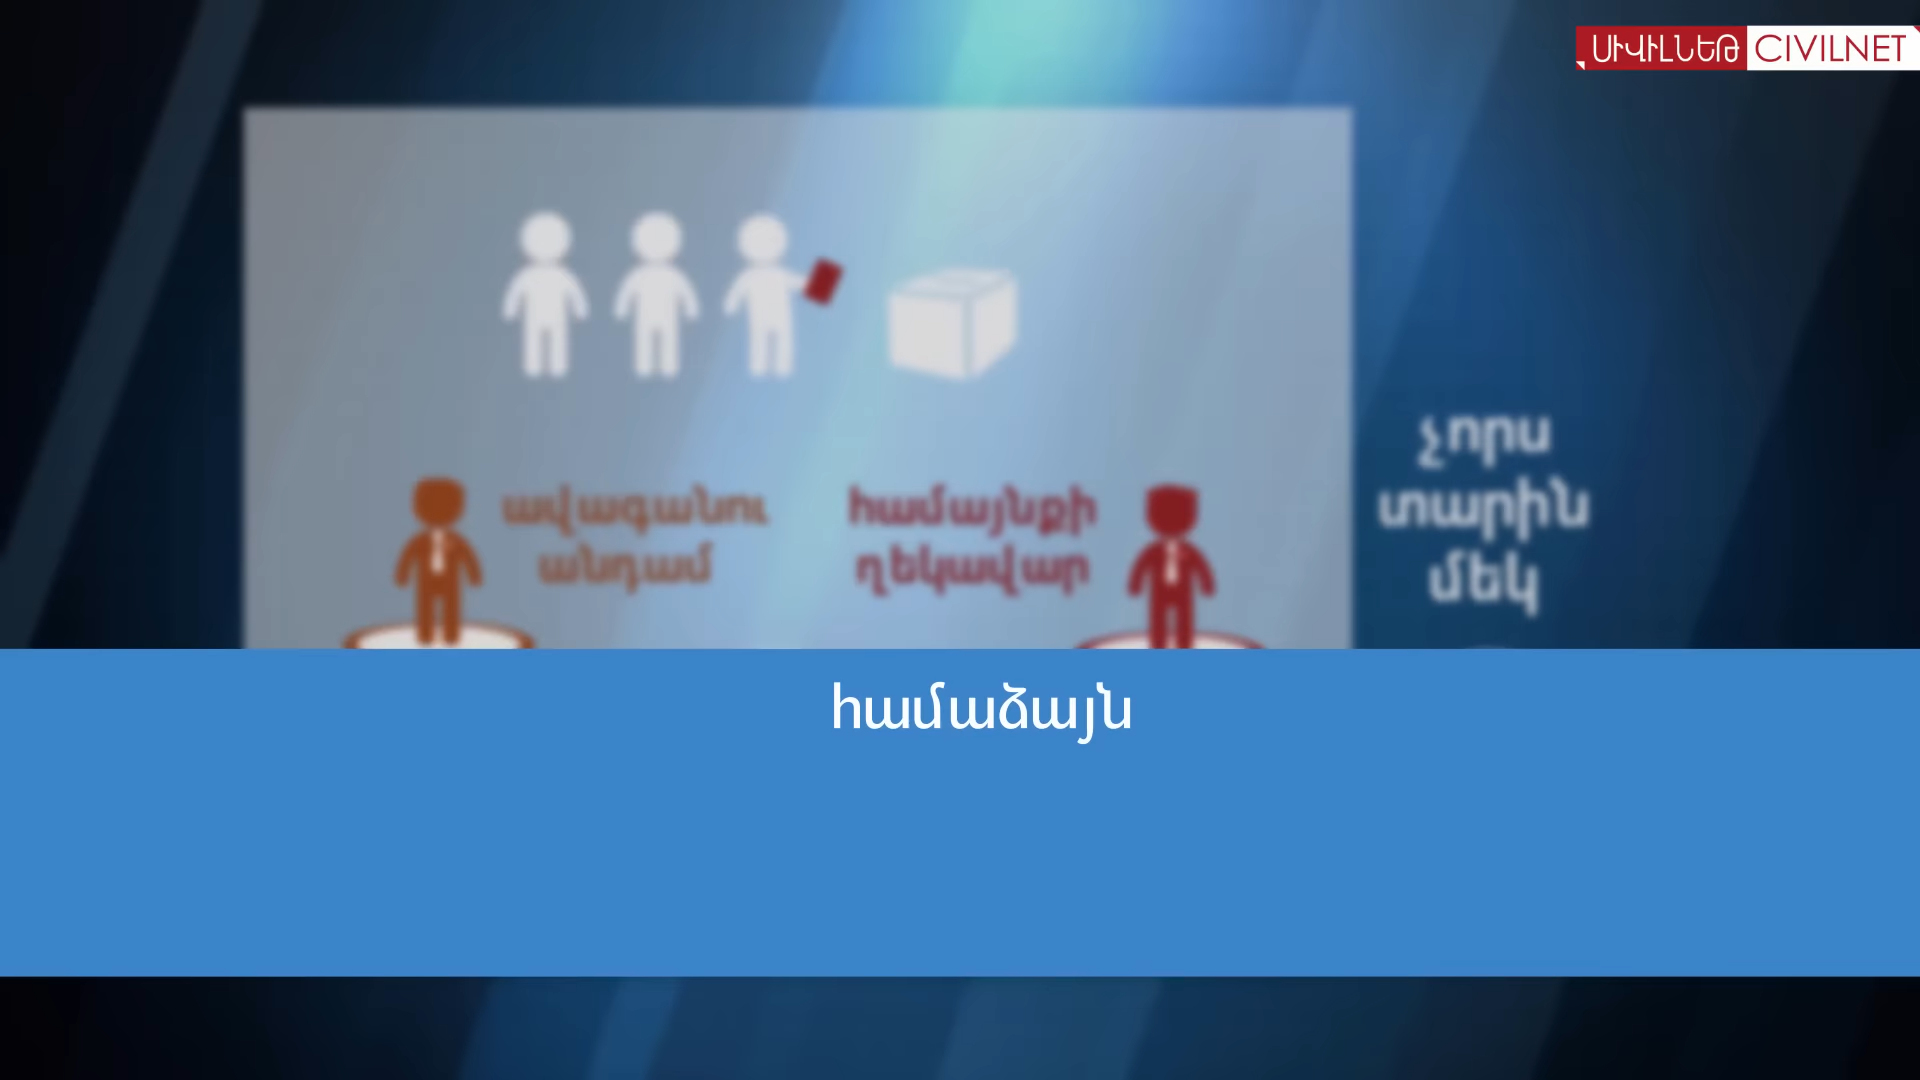 ՍԻՎԻԼՆԵԹ CIVILNET
ավագանու
անդամ
համայնքի
ղեկավար
չորս
տարին
մեկ
համաձայն